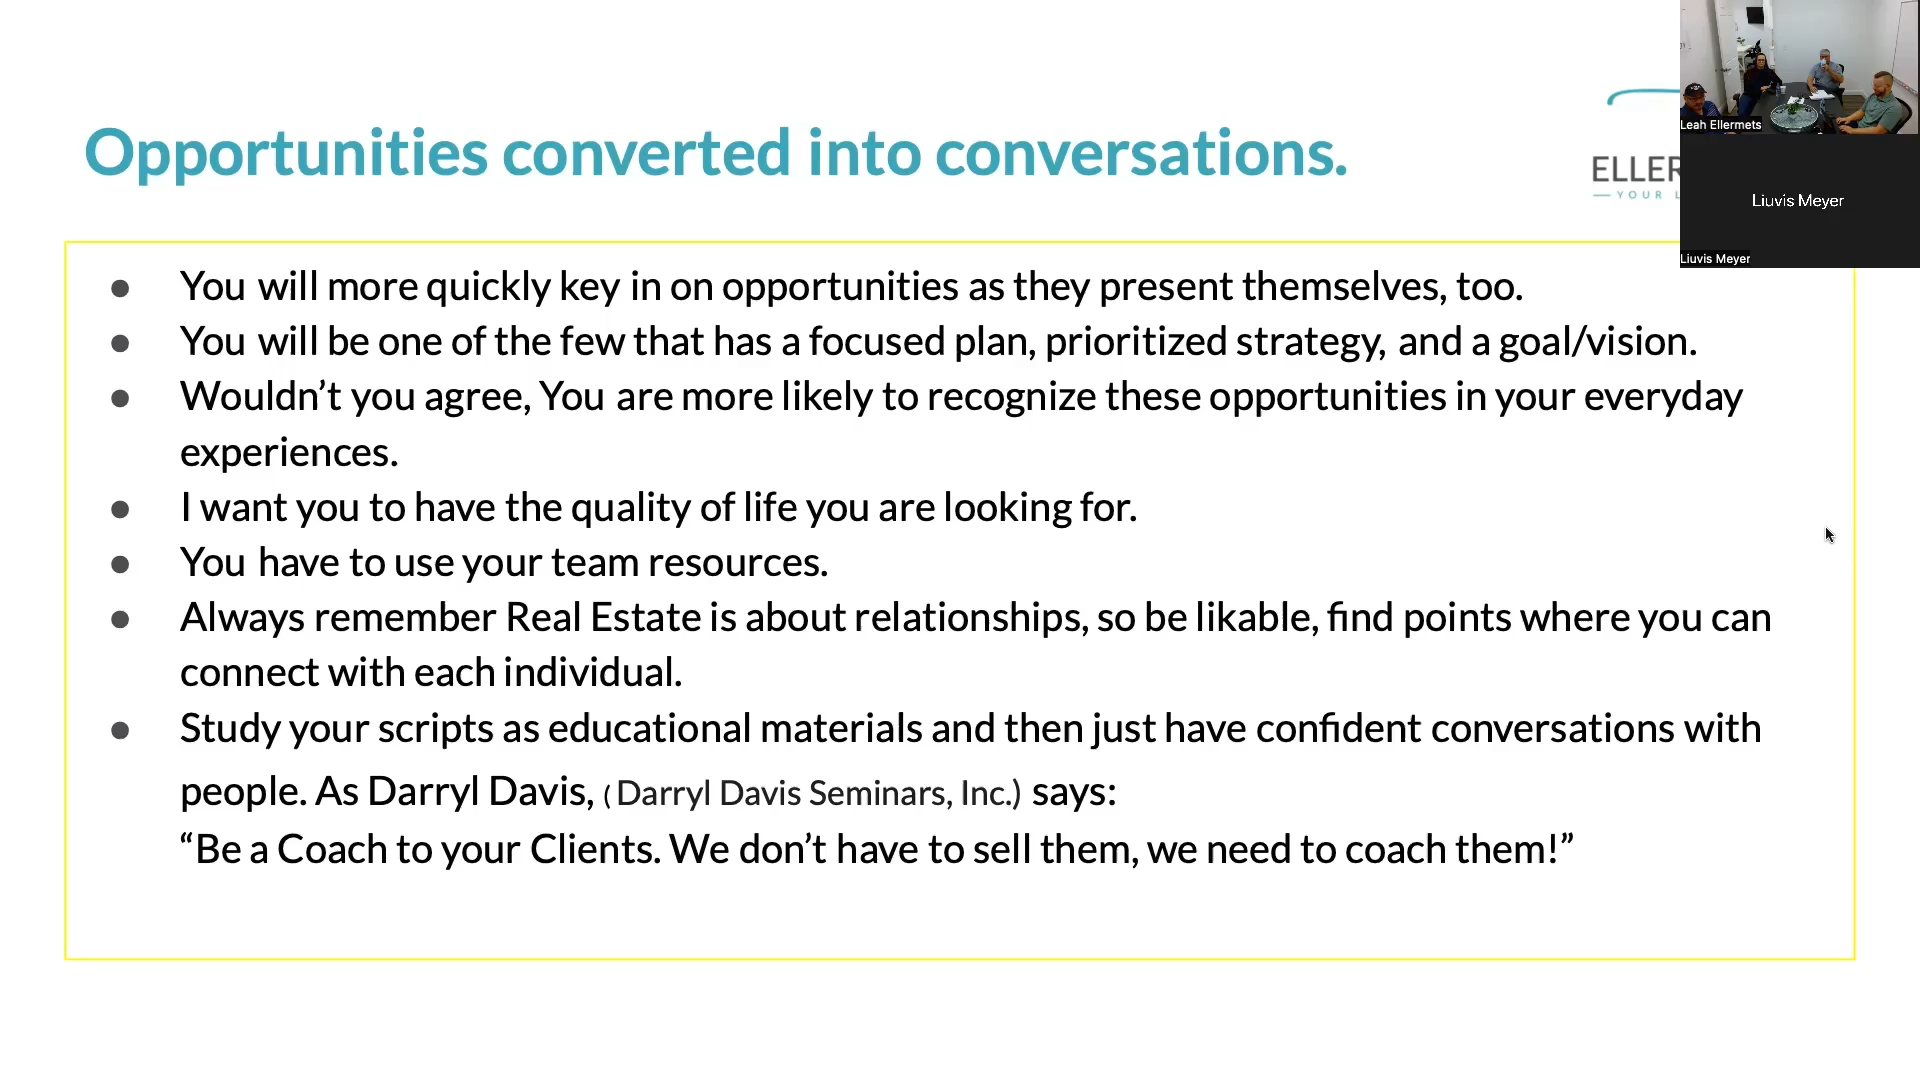 Opportunities converted into conversations.
ELLER
YOUR
Leah Ellermets
Liuvis Meyer
Liuvis Meyer
● You will more quickly key in on opportunities as they present themselves, too.
● You will be one of the few that has a focused plan, prioritized strategy, and a goal/vision.
● Wouldn’t you agree, You are more likely to recognize these opportunities in your everyday
experiences.
● I want you to have the quality of life you are looking for.
● You have to use your team resources.
● Always remember Real Estate is about relationships, so be likable, find points where you can
connect with each individual.
● Study your scripts as educational materials and then just have confident conversations with
people. As Darryl Davis, (Darryl Davis Seminars, Inc.) says:
“Be a Coach to your Clients. We don’t have to sell them, we need to coach them!”